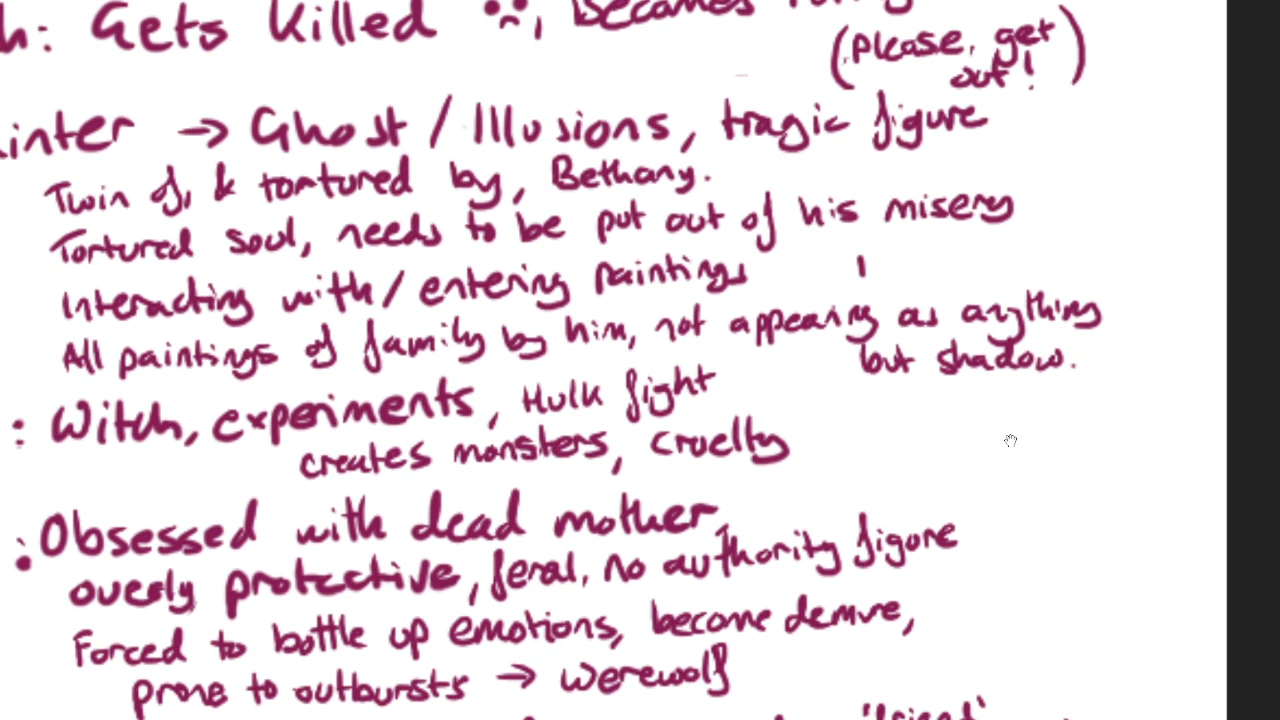 h: Gets killed :(, becomes
(please, get
out!)
inter → Ghost / Illusions, tragic figure
Twin of, & tortured by, Bethany.
Tortured soul, needs to be put out of his misery
Interacting with/entering paintings
All paintings of family by him, not appearing as anything
but shadow.
: Witch, experiments, Hulk fight
creates monsters, cruelty
: Obsessed with dead mother,
overly protective, feral, no authority figure
Forced to bottle up emotions, become demure,
prone to outbursts → werewolf